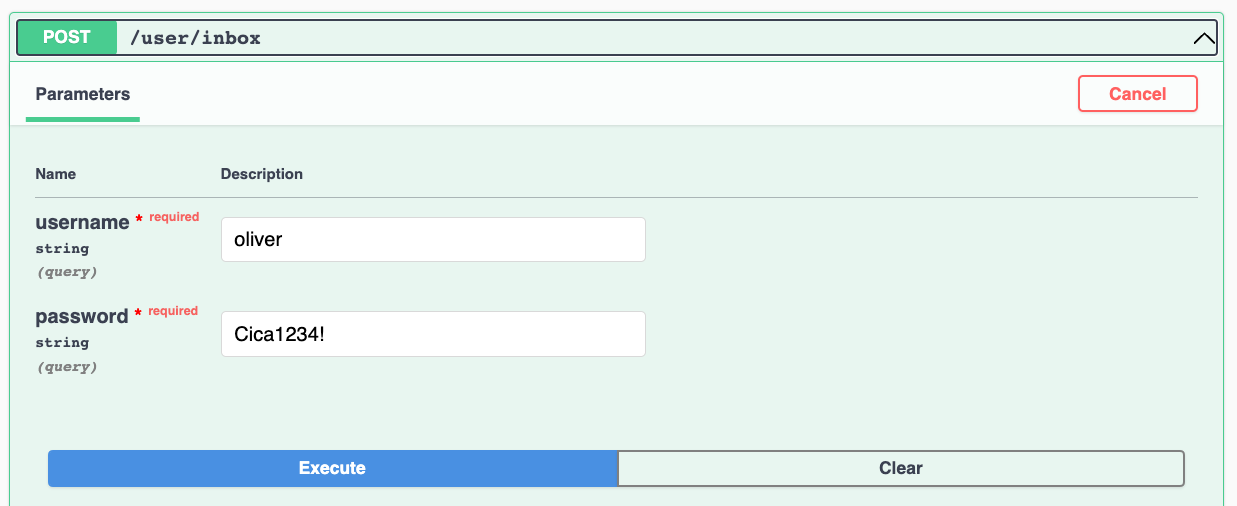 POST /user/inbox
Parameters
Cancel
Name Description
username * required
string
(query)
oliver
password * required
string
(query)
Cica1234!
Execute
Clear